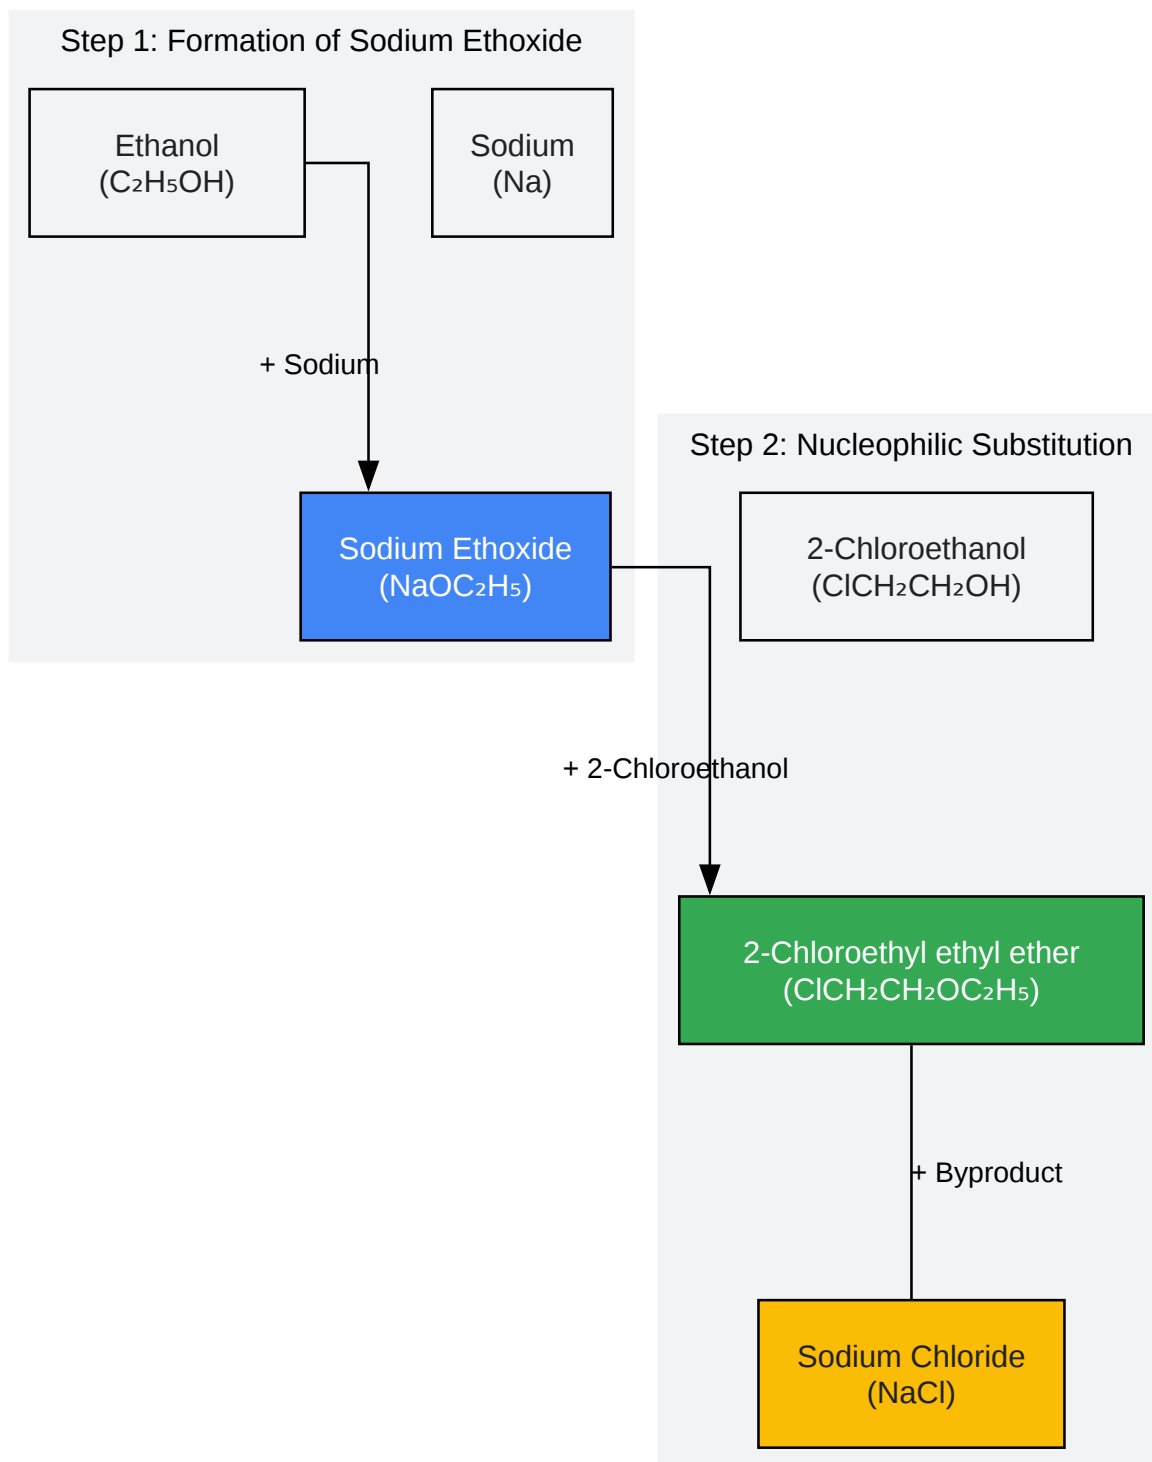 Step 1: Formation of Sodium Ethoxide
Ethanol
(C₂H₅OH)
Sodium
(Na)
+ Sodium
Sodium Ethoxide
(NaOC₂H₅)
Step 2: Nucleophilic Substitution
2-Chloroethanol
(ClCH₂CH₂OH)
+ 2-Chloroethanol
2-Chloroethyl ethyl ether
(ClCH₂CH₂OC₂H₅)
+ Byproduct
Sodium Chloride
(NaCl)